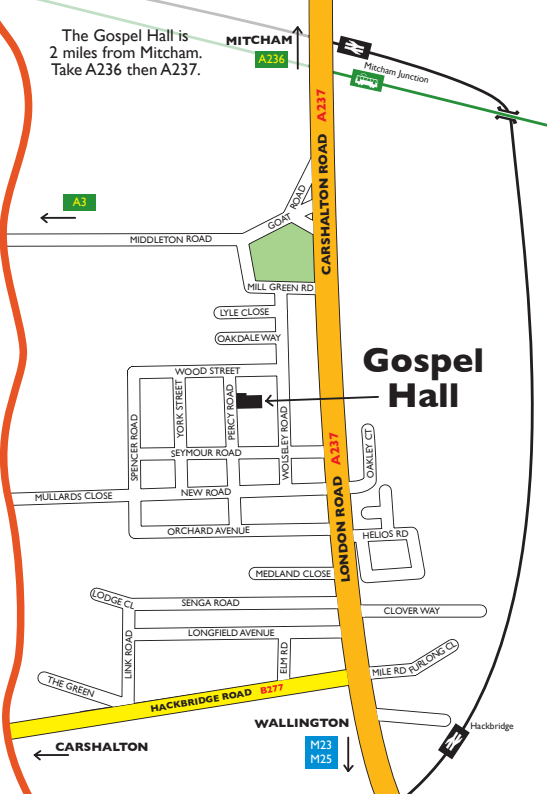 The Gospel Hall is
2 miles from Mitcham.
Take A236 then A237.
MITCHAM
A236
Mitcham Junction
A237
CARSHALTON ROAD
A3
GOAT ROAD
MIDDLETON ROAD
MILL GREEN RD
LYLE CLOSE
OAKDALE WAY
Gospel
Hall
WOOD STREET
YORK STREET
PERCY ROAD
SPENCER ROAD
WOLSELEY ROAD
A237
OAKLEY CT
SEYMOUR ROAD
MULLARDS CLOSE
NEW ROAD
LONDON ROAD
ORCHARD AVENUE
HELIOS RD
MEDLAND CLOSE
LODGE CL
SENGA ROAD
CLOVER WAY
LONGFIELD AVENUE
LINK ROAD
ELM RD
MILE RD
FURLONG CL
THE GREEN
HACKBRIDGE ROAD B277
WALLINGTON
Hackbridge
CARSHALTON
M23
M25